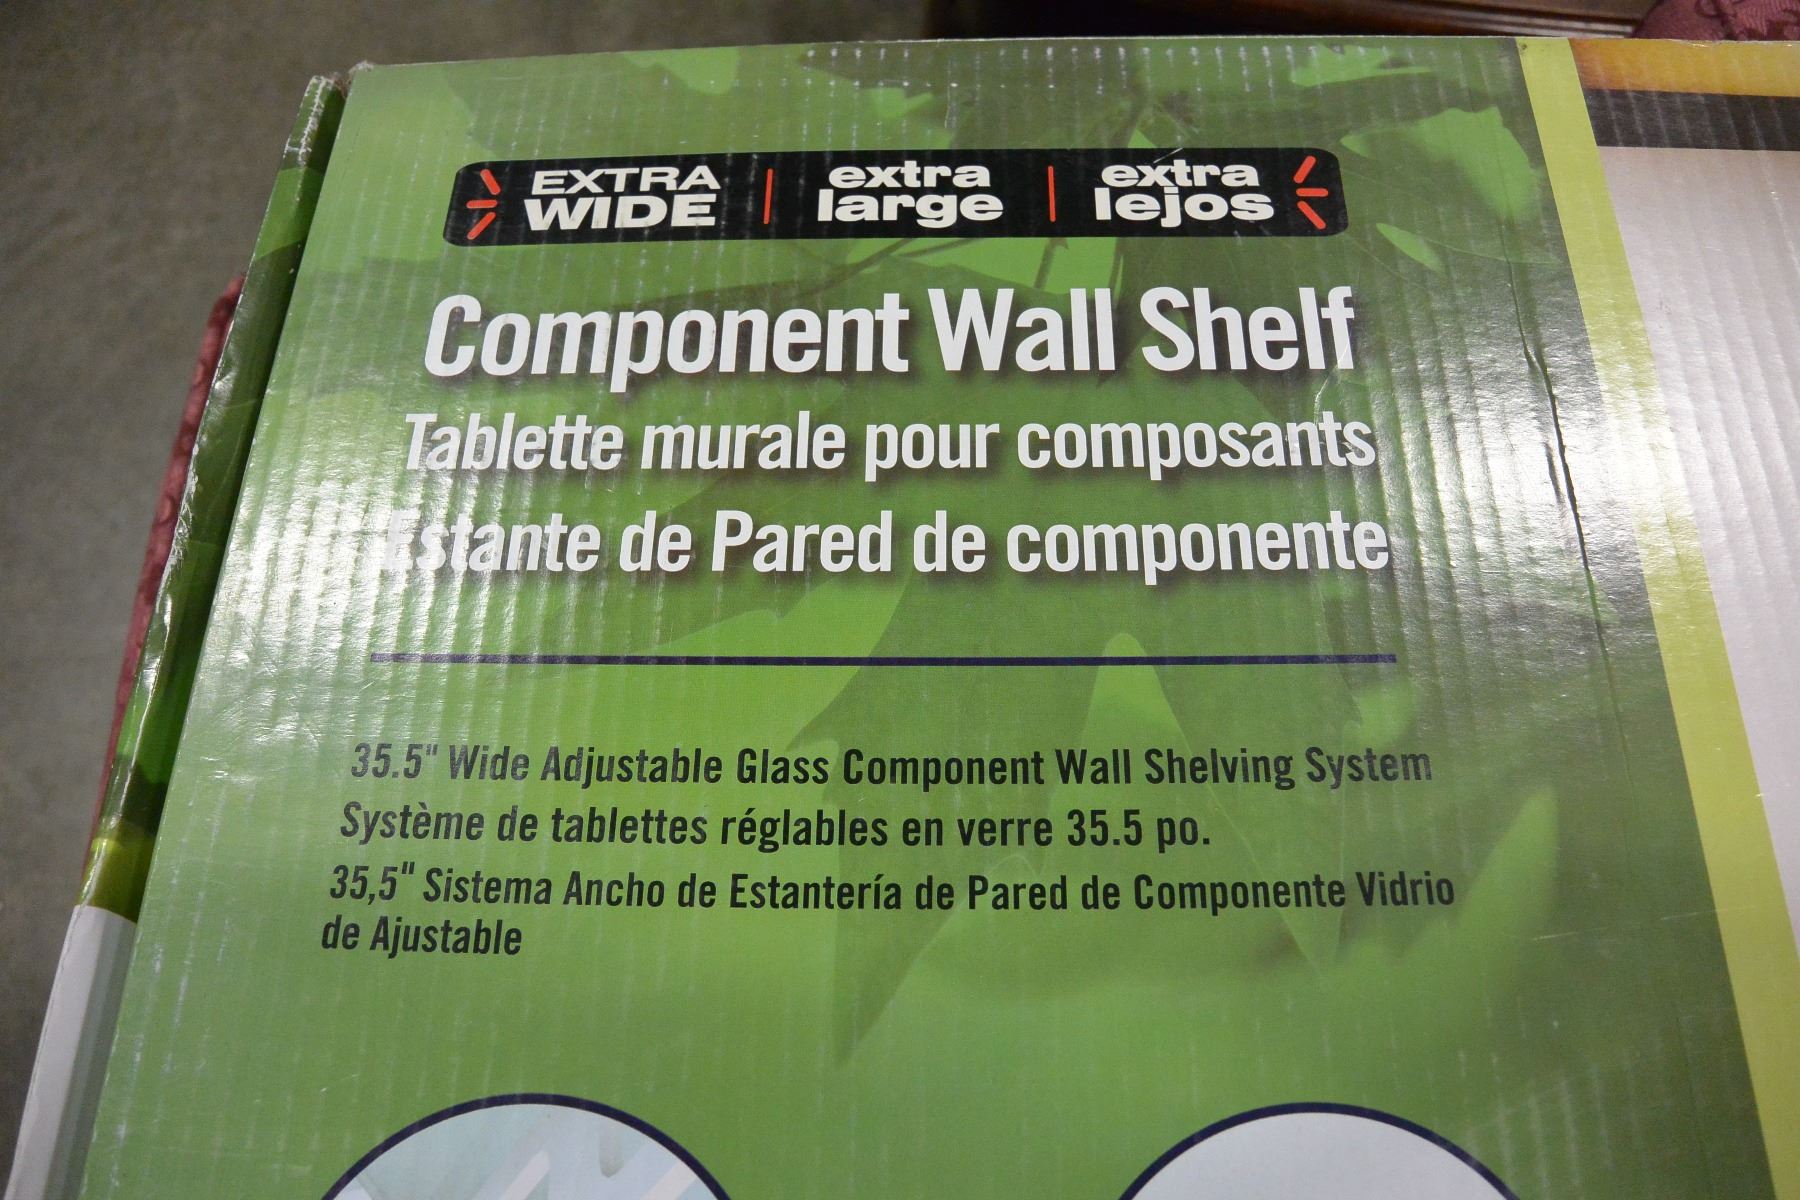 EXTRA WIDE | extra large | extra lejos
Component Wall Shelf
Tablette murale pour composants
Estante de Pared de componente
35.5" Wide Adjustable Glass Component Wall Shelving System
Système de tablettes réglables en verre 35.5 po.
35,5" Sistema Ancho de Estantería de Pared de Componente Vidrio
de Ajustable